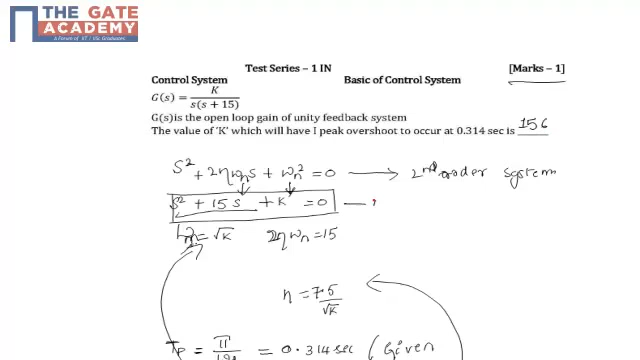 THE GATE
ACADEMY
A Forum of IIT / IISc Graduates
Test Series – 1 IN
[Marks – 1]
Control System
Basic of Control System
G(s) = K / s(s + 15)
G(s)is the open loop gain of unity feedback system
The value of 'K' which will have I peak overshoot to occur at 0.314 sec is 156
s² + 2ηωₙs + ωₙ² = 0 → 2nd order system
s² + 15s + K = 0
= √K 2ηωₙ = 15
η = 7.5 / √K
Tp = π / = 0.314 sec (Given